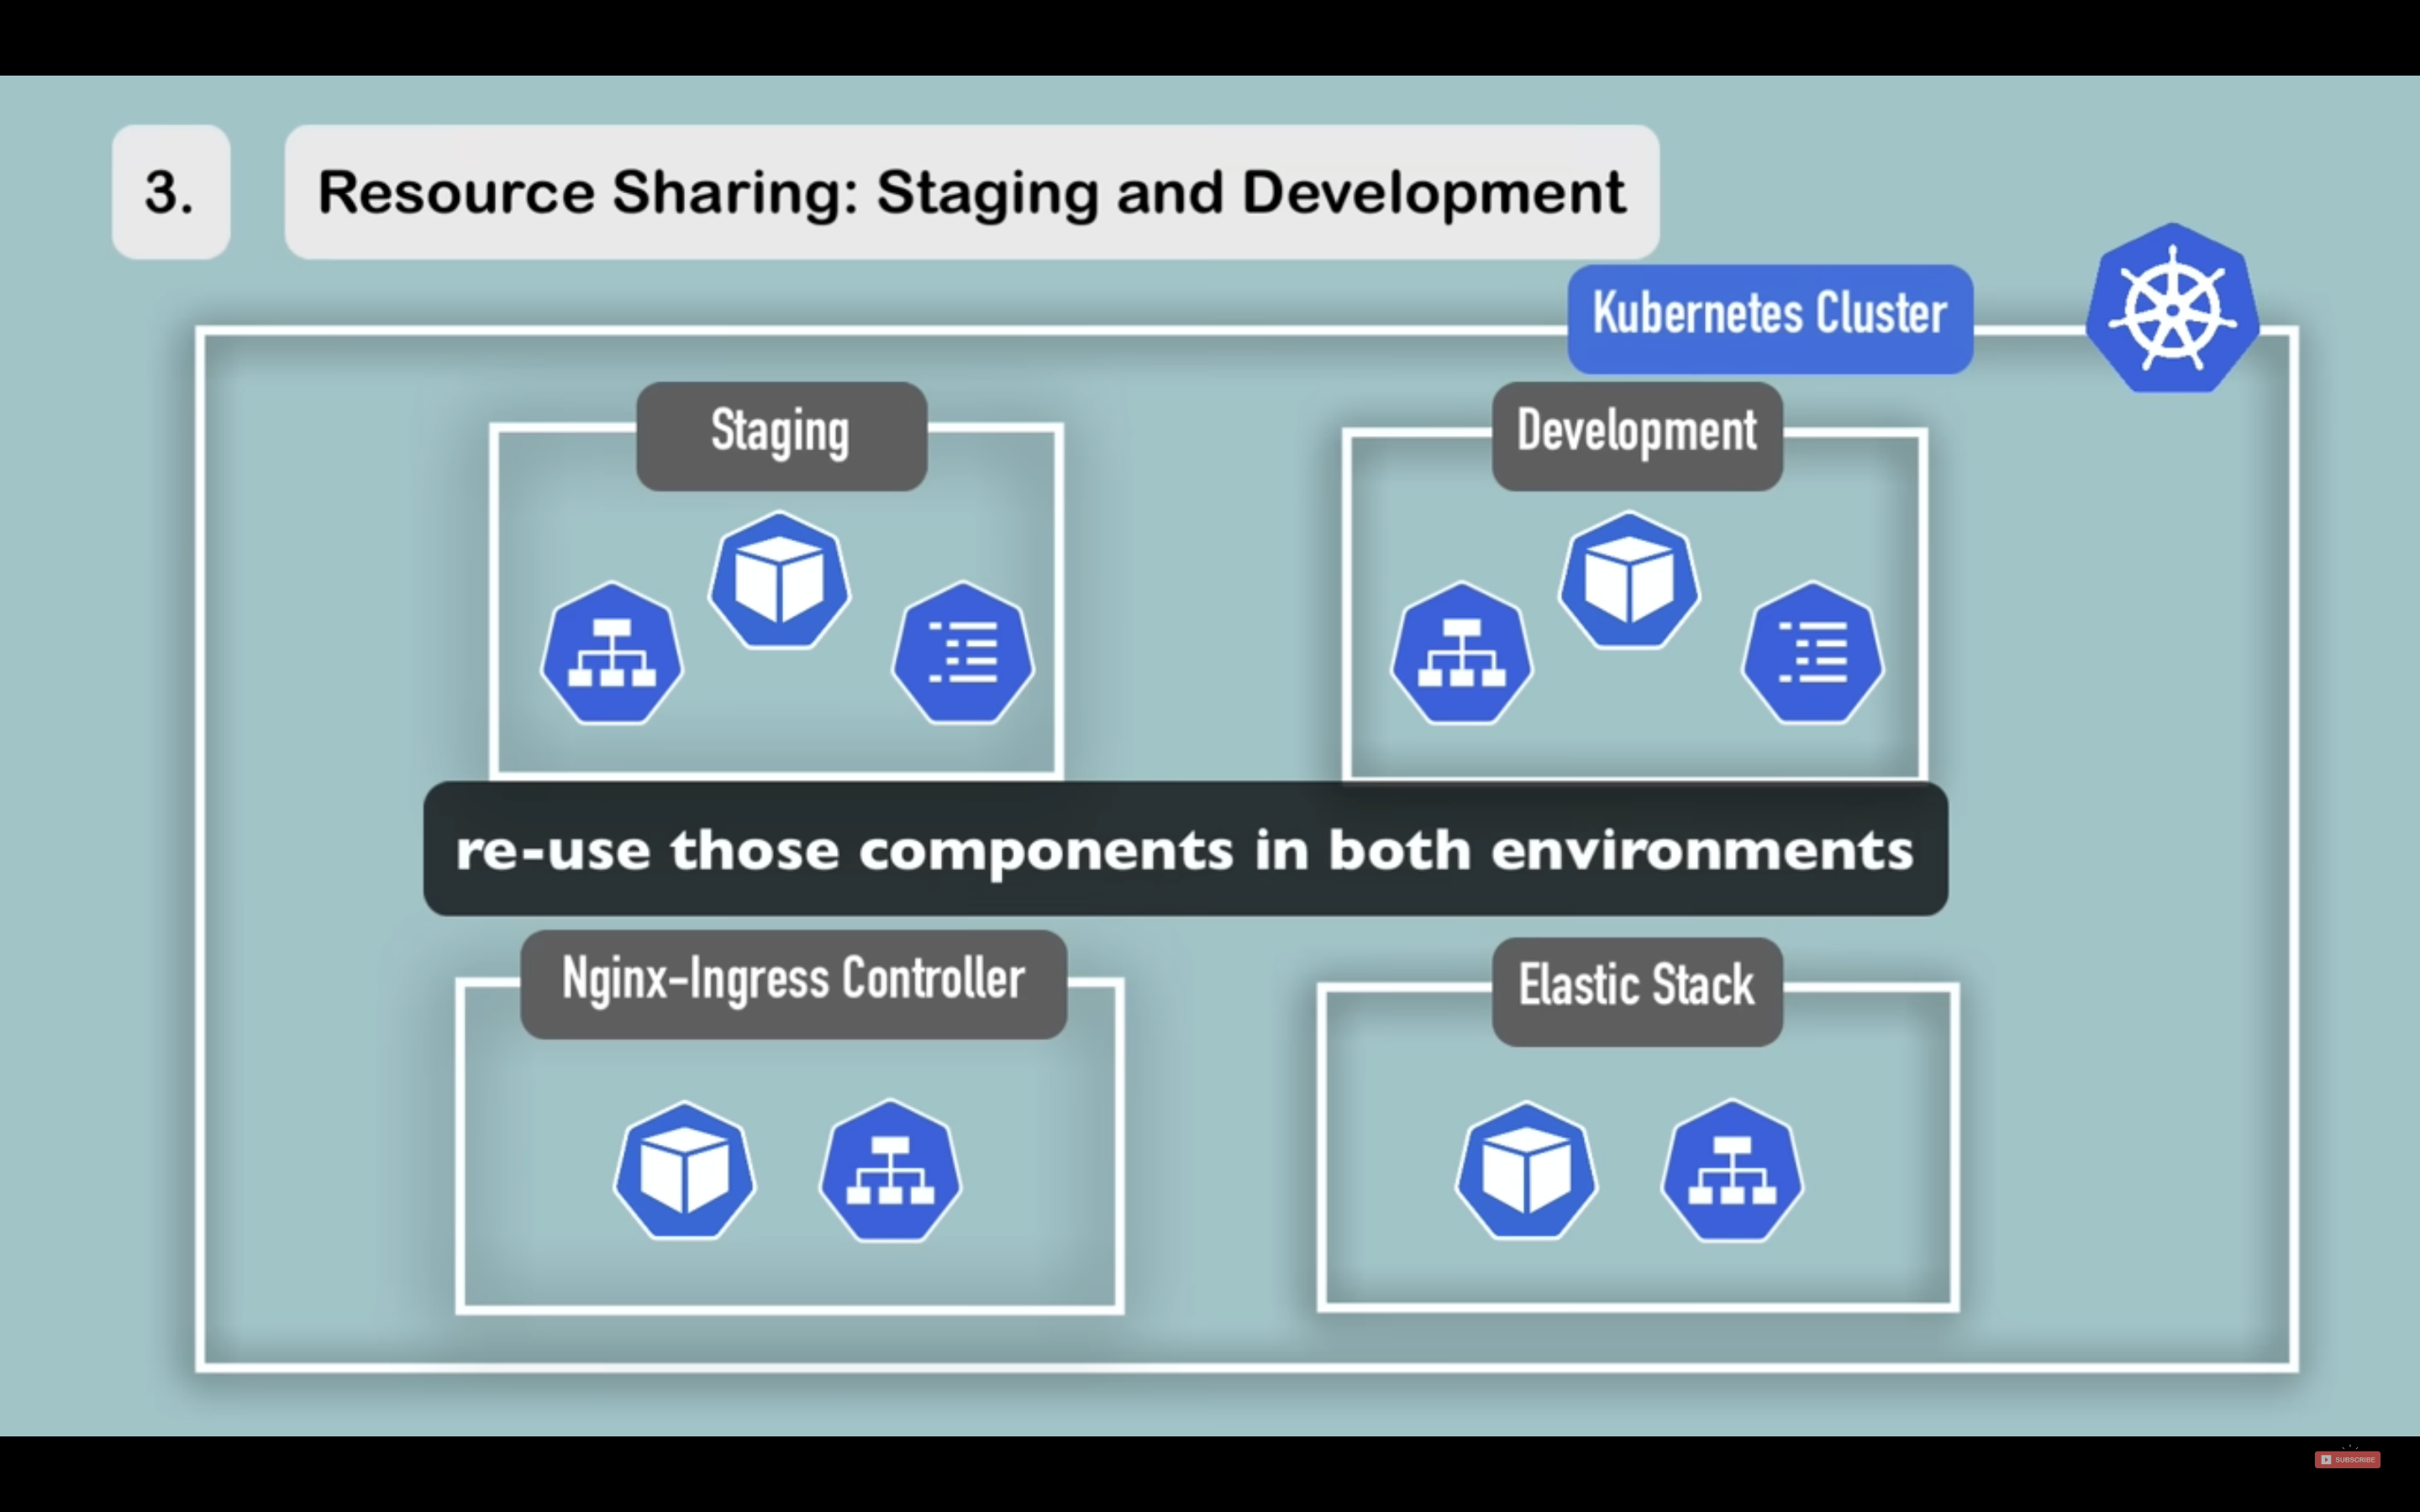 3.
Resource Sharing: Staging and Development
Kubernetes Cluster
Staging
Development
re-use those components in both environments
Nginx-Ingress Controller
Elastic Stack
SUBSCRIBE